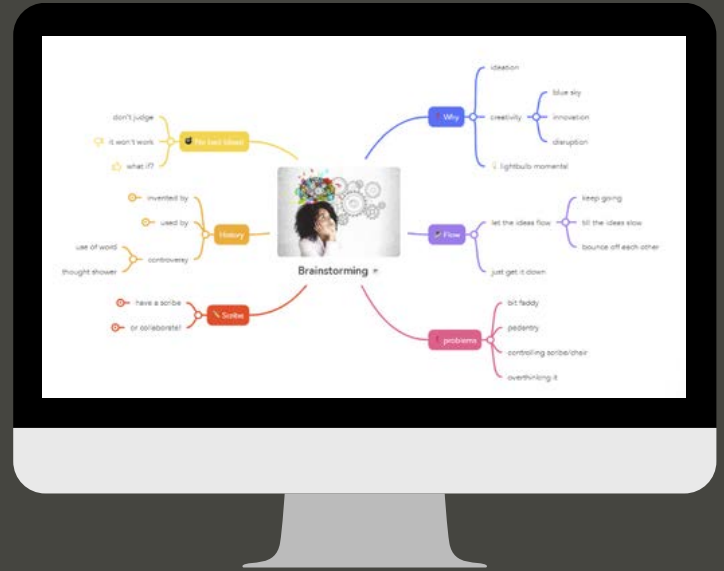 Brainstorming
Why
ideation
creativity
blue sky
innovation
disruption
lightbulb moments!
Flow
let the ideas flow
keep going
till the ideas slow
bounce off each other
just get it down
problems
bit faddy
pedantry
controlling scribe/chair
overthinking it
No bad ideas!
don't judge
it won't work
what if?
History
invented by
used by
controversy
use of word
thought shower
Scribe
have a scribe
or collaborate!